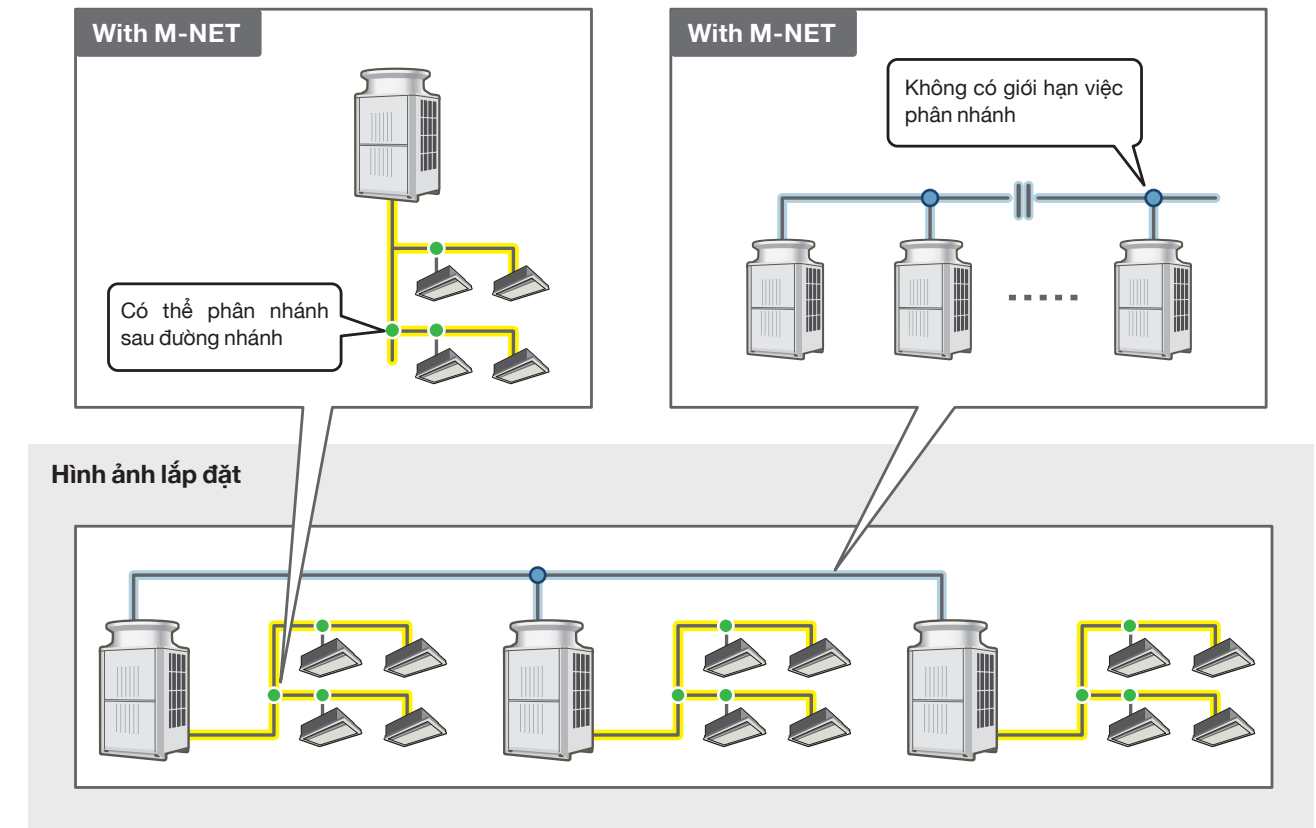 With M-NET
Có thể phân nhánh
sau đường nhánh
With M-NET
Không có giới hạn việc
phân nhánh
Hình ảnh lắp đặt